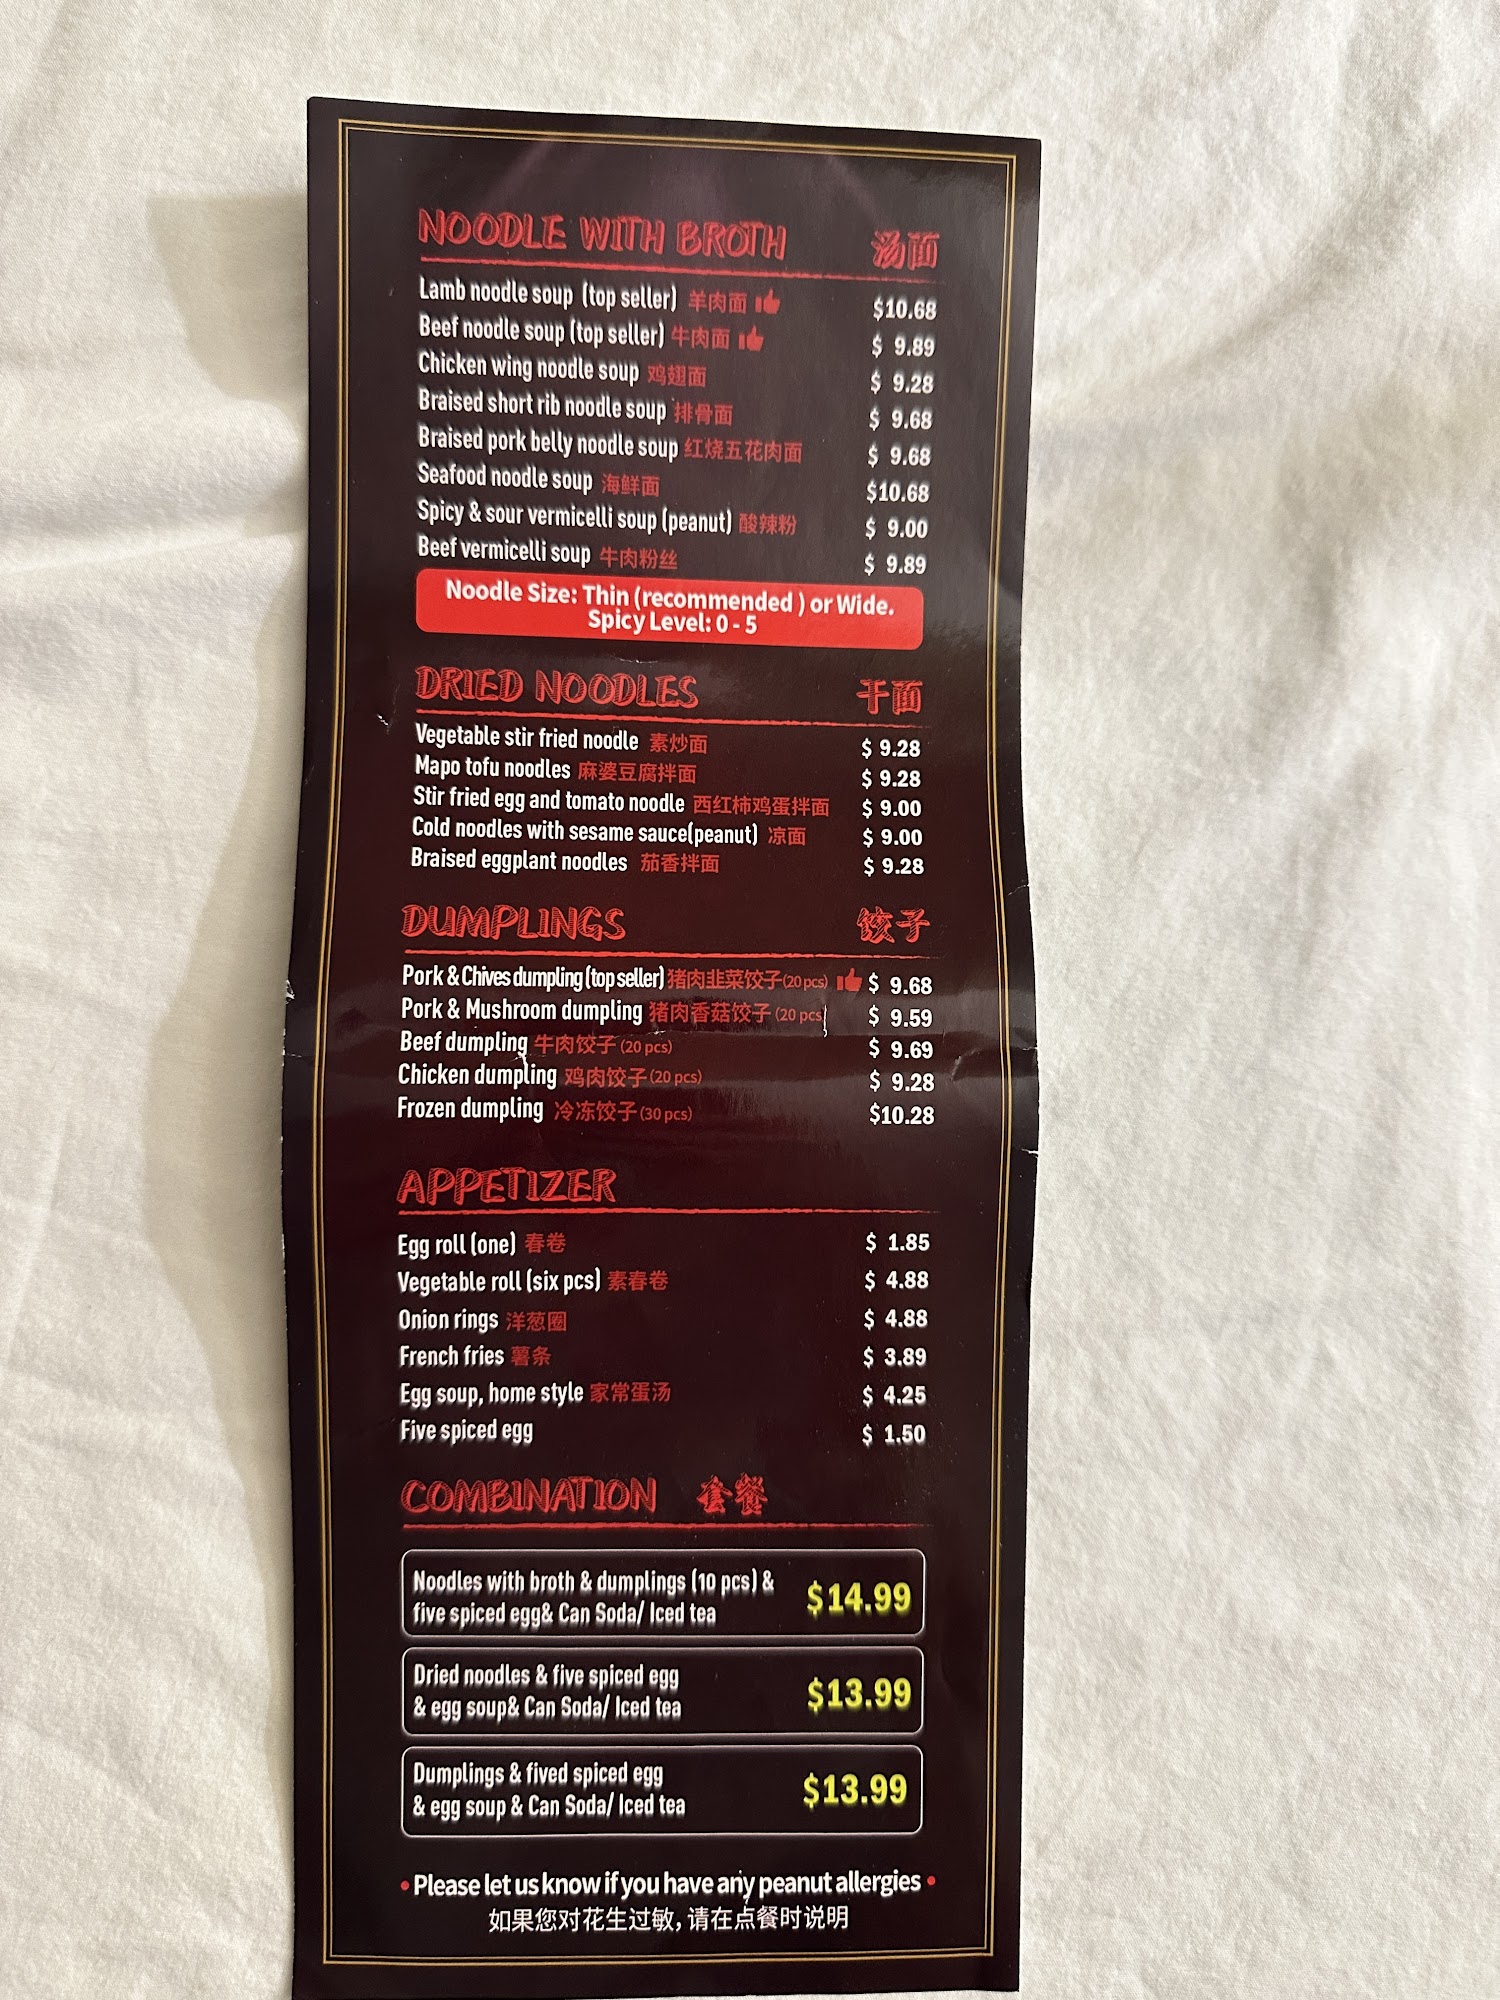 NOODLE WITH BROTH 汤面
Lamb noodle soup (top seller) 羊肉面 $10.68
Beef noodle soup (top seller) 牛肉面 $ 9.89
Chicken wing noodle soup 鸡翅面 $ 9.28
Braised short rib noodle soup 排骨面 $ 9.68
Braised pork belly noodle soup 红烧五花肉面 $ 9.68
Seafood noodle soup 海鲜面 $10.68
Spicy & sour vermicelli soup (peanut) 酸辣粉 $ 9.00
Beef vermicelli soup 牛肉粉丝 $ 9.89
Noodle Size: Thin (recommended ) or Wide.
Spicy Level: 0 - 5
DRIED NOODLES 干面
Vegetable stir fried noodle 素炒面 $ 9.28
Mapo tofu noodles 麻婆豆腐拌面 $ 9.28
Stir fried egg and tomato noodle 西红柿鸡蛋拌面 $ 9.00
Cold noodles with sesame sauce(peanut) 凉面 $ 9.00
Braised eggplant noodles 茄香拌面 $ 9.28
DUMPLINGS 饺子
Pork & Chives dumpling (top seller) 猪肉韭菜饺子(20 pcs) $ 9.68
Pork & Mushroom dumpling 猪肉香菇饺子 (20 pcs) $ 9.59
Beef dumpling 牛肉饺子 (20 pcs) $ 9.69
Chicken dumpling 鸡肉饺子 (20 pcs) $ 9.28
Frozen dumpling 冷冻饺子 (30 pcs) $10.28
APPETIZER
Egg roll (one) 春卷 $ 1.85
Vegetable roll (six pcs) 素春卷 $ 4.88
Onion rings 洋葱圈 $ 4.88
French fries 薯条 $ 3.89
Egg soup, home style 家常蛋汤 $ 4.25
Five spiced egg $ 1.50
COMBINATION 套餐
Noodles with broth & dumplings (10 pcs) &
five spiced egg& Can Soda/ Iced tea $14.99
Dried noodles & five spiced egg
& egg soup& Can Soda/ Iced tea $13.99
Dumplings & fived spiced egg
& egg soup & Can Soda/ Iced tea $13.99
• Please let us know if you have any peanut allergies •
如果您对花生过敏, 请在点餐时说明